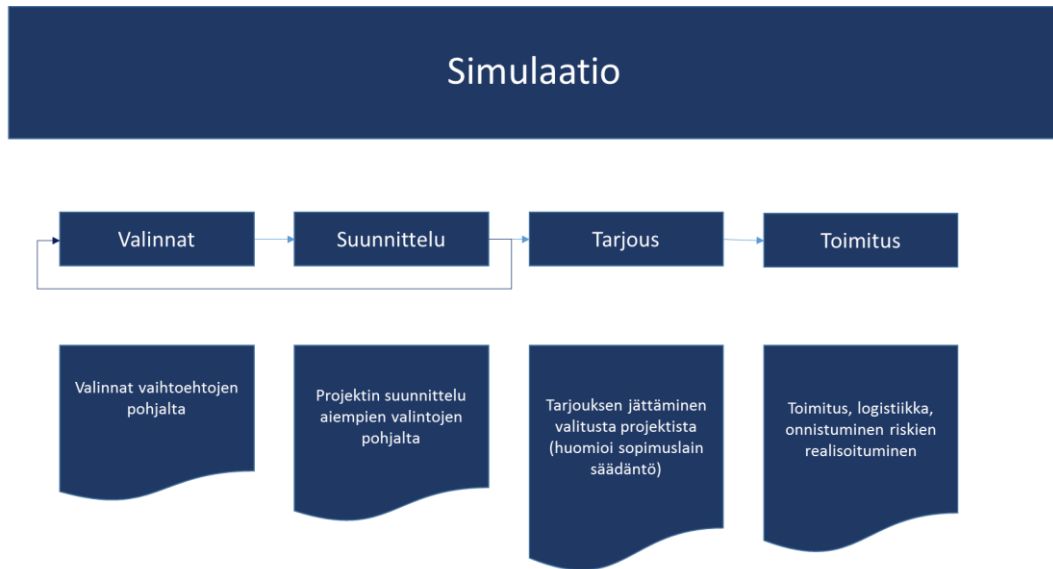 Simulaatio
Valinnat
Suunnittelu
Tarjous
Toimitus
Valinnat vaihtoehtojen
pohjalta
Projektin suunnittelu
aiempien valintojen
pohjalta
Tarjouksen jättäminen
valitusta projektista
(huomioi sopimuslain
säädäntö)
Toimitus, logistiikka,
onnistuminen riskien
realisoituminen